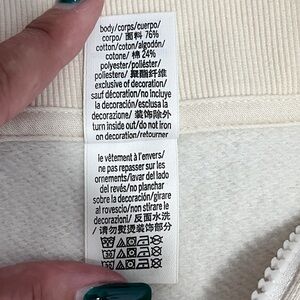 body/corps/cuerpo/
corpo/ 面料 76%
cotton/coton/algodón/
cotone/ 棉 24%
polyester/poliéster/
poliestere/ 聚酯纤维
exclusive of decoration/
sauf décoration/no incluye
la decoración/esclusa la
decorazione/ 装饰除外
turn inside out/do not iron
on decoration/retourner
le vêtement à l'envers/
ne pas repasser sur les
ornements/lavar del lado
del revés/no planchar
sobre la decoración/girare
al rovescio/non stirare le
decorazioni/ 反面水洗
/ 请勿熨烫装饰部分